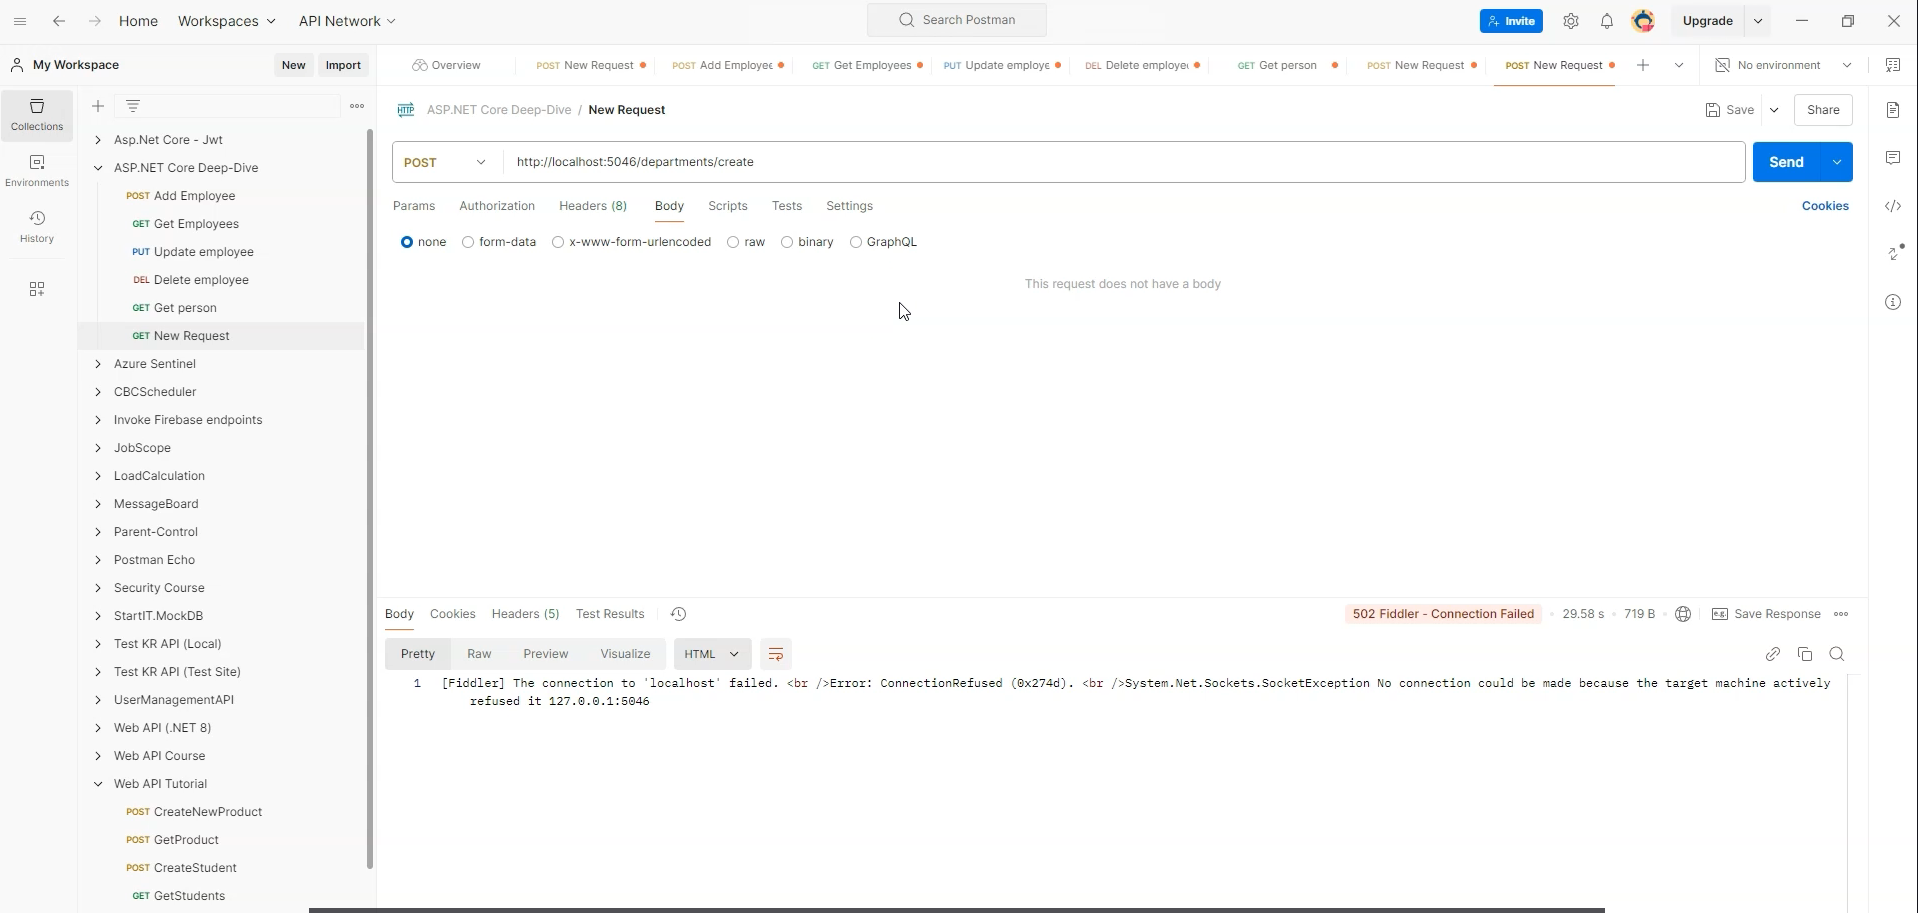 Home Workspaces API Network Search Postman Invite Upgrade
My Workspace New Import Overview POST New Request POST Add Employee GET Get Employees PUT Update employe DEL Delete employe GET Get person POST New Request POST New Request No environment
Collections
Environments
History
Asp.Net Core - Jwt
ASP.NET Core Deep-Dive
POST Add Employee
GET Get Employees
PUT Update employee
DEL Delete employee
GET Get person
GET New Request
Azure Sentinel
CBCScheduler
Invoke Firebase endpoints
JobScope
LoadCalculation
MessageBoard
Parent-Control
Postman Echo
Security Course
StartIT.MockDB
Test KR API (Local)
Test KR API (Test Site)
UserManagementAPI
Web API (.NET 8)
Web API Course
Web API Tutorial
POST CreateNewProduct
POST GetProduct
POST CreateStudent
GET GetStudents
HTTP ASP.NET Core Deep-Dive / New Request Save Share
POST http://localhost:5046/departments/create Send
Params Authorization Headers (8) Body Scripts Tests Settings Cookies
none form-data x-www-form-urlencoded raw binary GraphQL
This request does not have a body
Body Cookies Headers (5) Test Results 502 Fiddler - Connection Failed 29.58 s 719 B e.g. Save Response
Pretty Raw Preview Visualize HTML
1 [Fiddler] The connection to 'localhost' failed. <br />Error: ConnectionRefused (0x274d). <br />System.Net.Sockets.SocketException No connection could be made because the target machine actively
refused it 127.0.0.1:5046